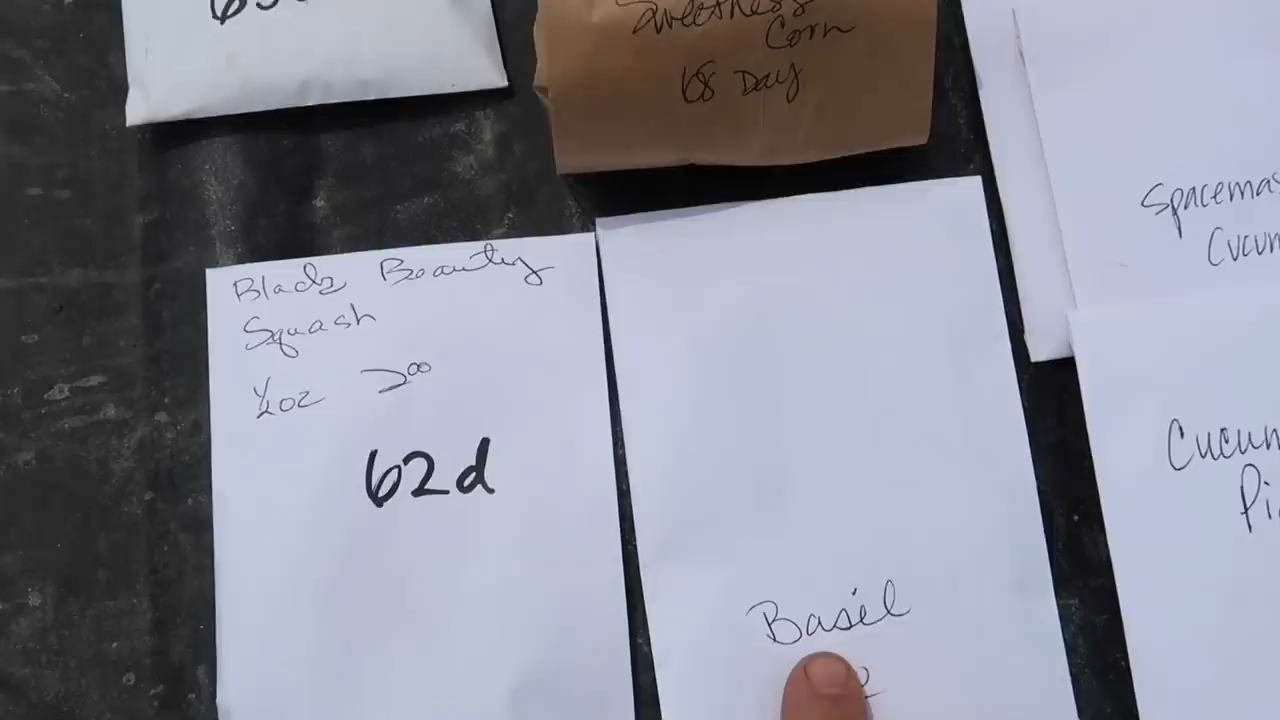 Sweetness
Corn
68 Day
Black Beauty
Squash
½oz 2⁰⁰
62d
Basil
Spacemas
Cucum
Cucum
Pi